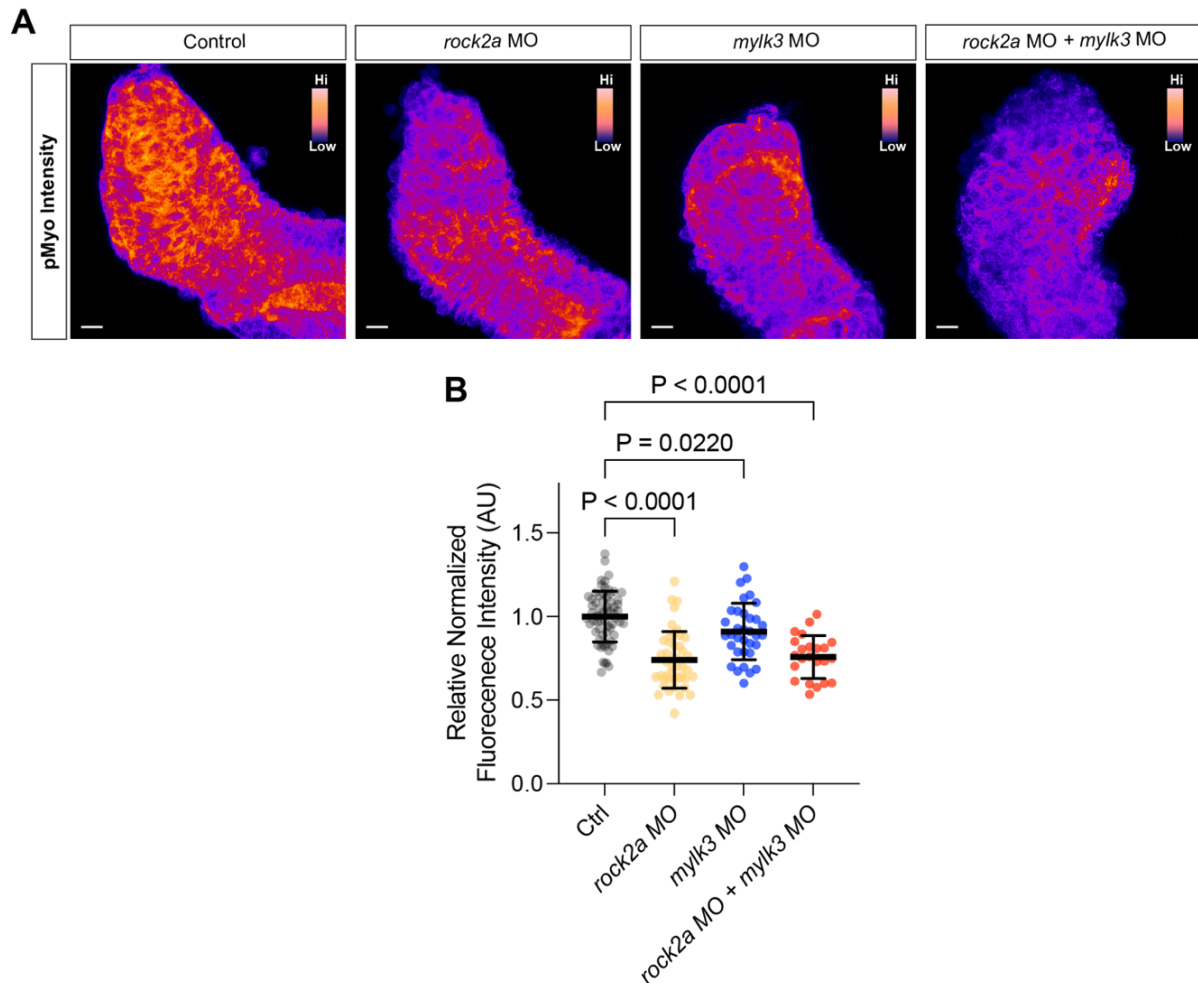 A
Control
rock2a MO
mylk3 MO
rock2a MO + mylk3 MO
pMyo Intensity
Hi
Low
Hi
Low
Hi
Low
Hi
Low
B
P < 0.0001
P = 0.0220
P < 0.0001
Relative Normalized
Fluorecenece Intensity (AU)
1.5
1.0
0.5
0.0
Ctrl
rock2a MO
mylk3 MO
rock2a MO + mylk3 MO